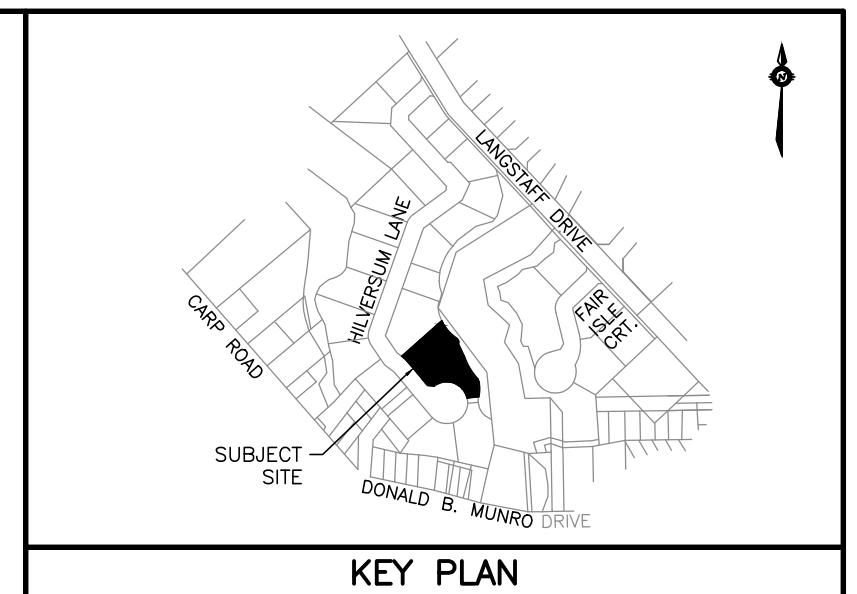 N
LANGSTAFF DRIVE
HILVERSUM LANE
FAIR
ISLE
CRT.
CARP ROAD
SUBJECT
SITE
DONALD B. MUNRO DRIVE
KEY PLAN